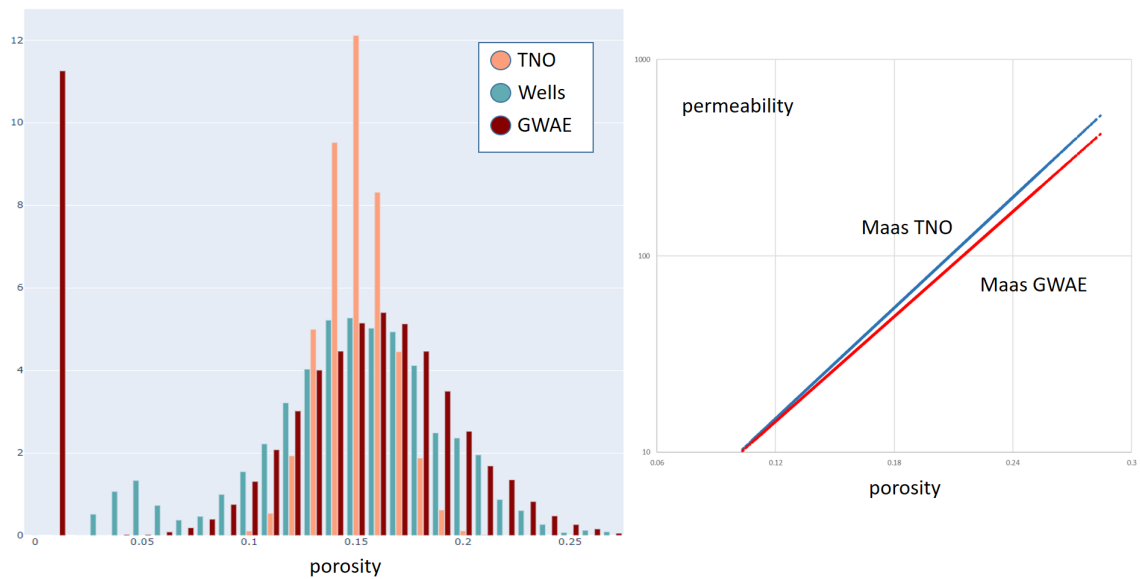 12
10
8
6
4
2
0
0
0.05
0.1
0.15
0.2
0.25
porosity
TNO
Wells
GWAE
1000
100
10
0.06
0.12
0.18
0.24
0.3
permeability
Maas TNO
Maas GWAE
porosity